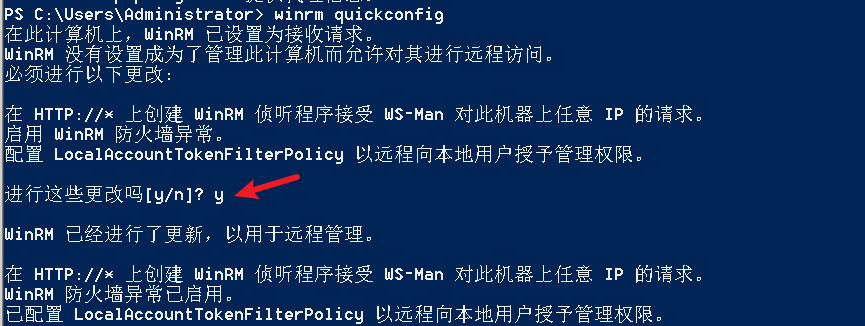 PS C:\Users\Administrator> winrm quickconfig
在此计算机上，WinRM 已设置为接收请求。
WinRM 没有设置成为了管理此计算机而允许对其进行远程访问。
必须进行以下更改:
在 HTTP://* 上创建 WinRM 侦听程序接受 WS-Man 对此机器上任意 IP 的请求。
启用 WinRM 防火墙异常。
配置 LocalAccountTokenFilterPolicy 以远程向本地用户授予管理权限。
进行这些更改吗[y/n]? y
WinRM 已经进行了更新，以用于远程管理。
在 HTTP://* 上创建 WinRM 侦听程序接受 WS-Man 对此机器上任意 IP 的请求。
WinRM 防火墙异常已启用。
已配置 LocalAccountTokenFilterPolicy 以远程向本地用户授予管理权限。